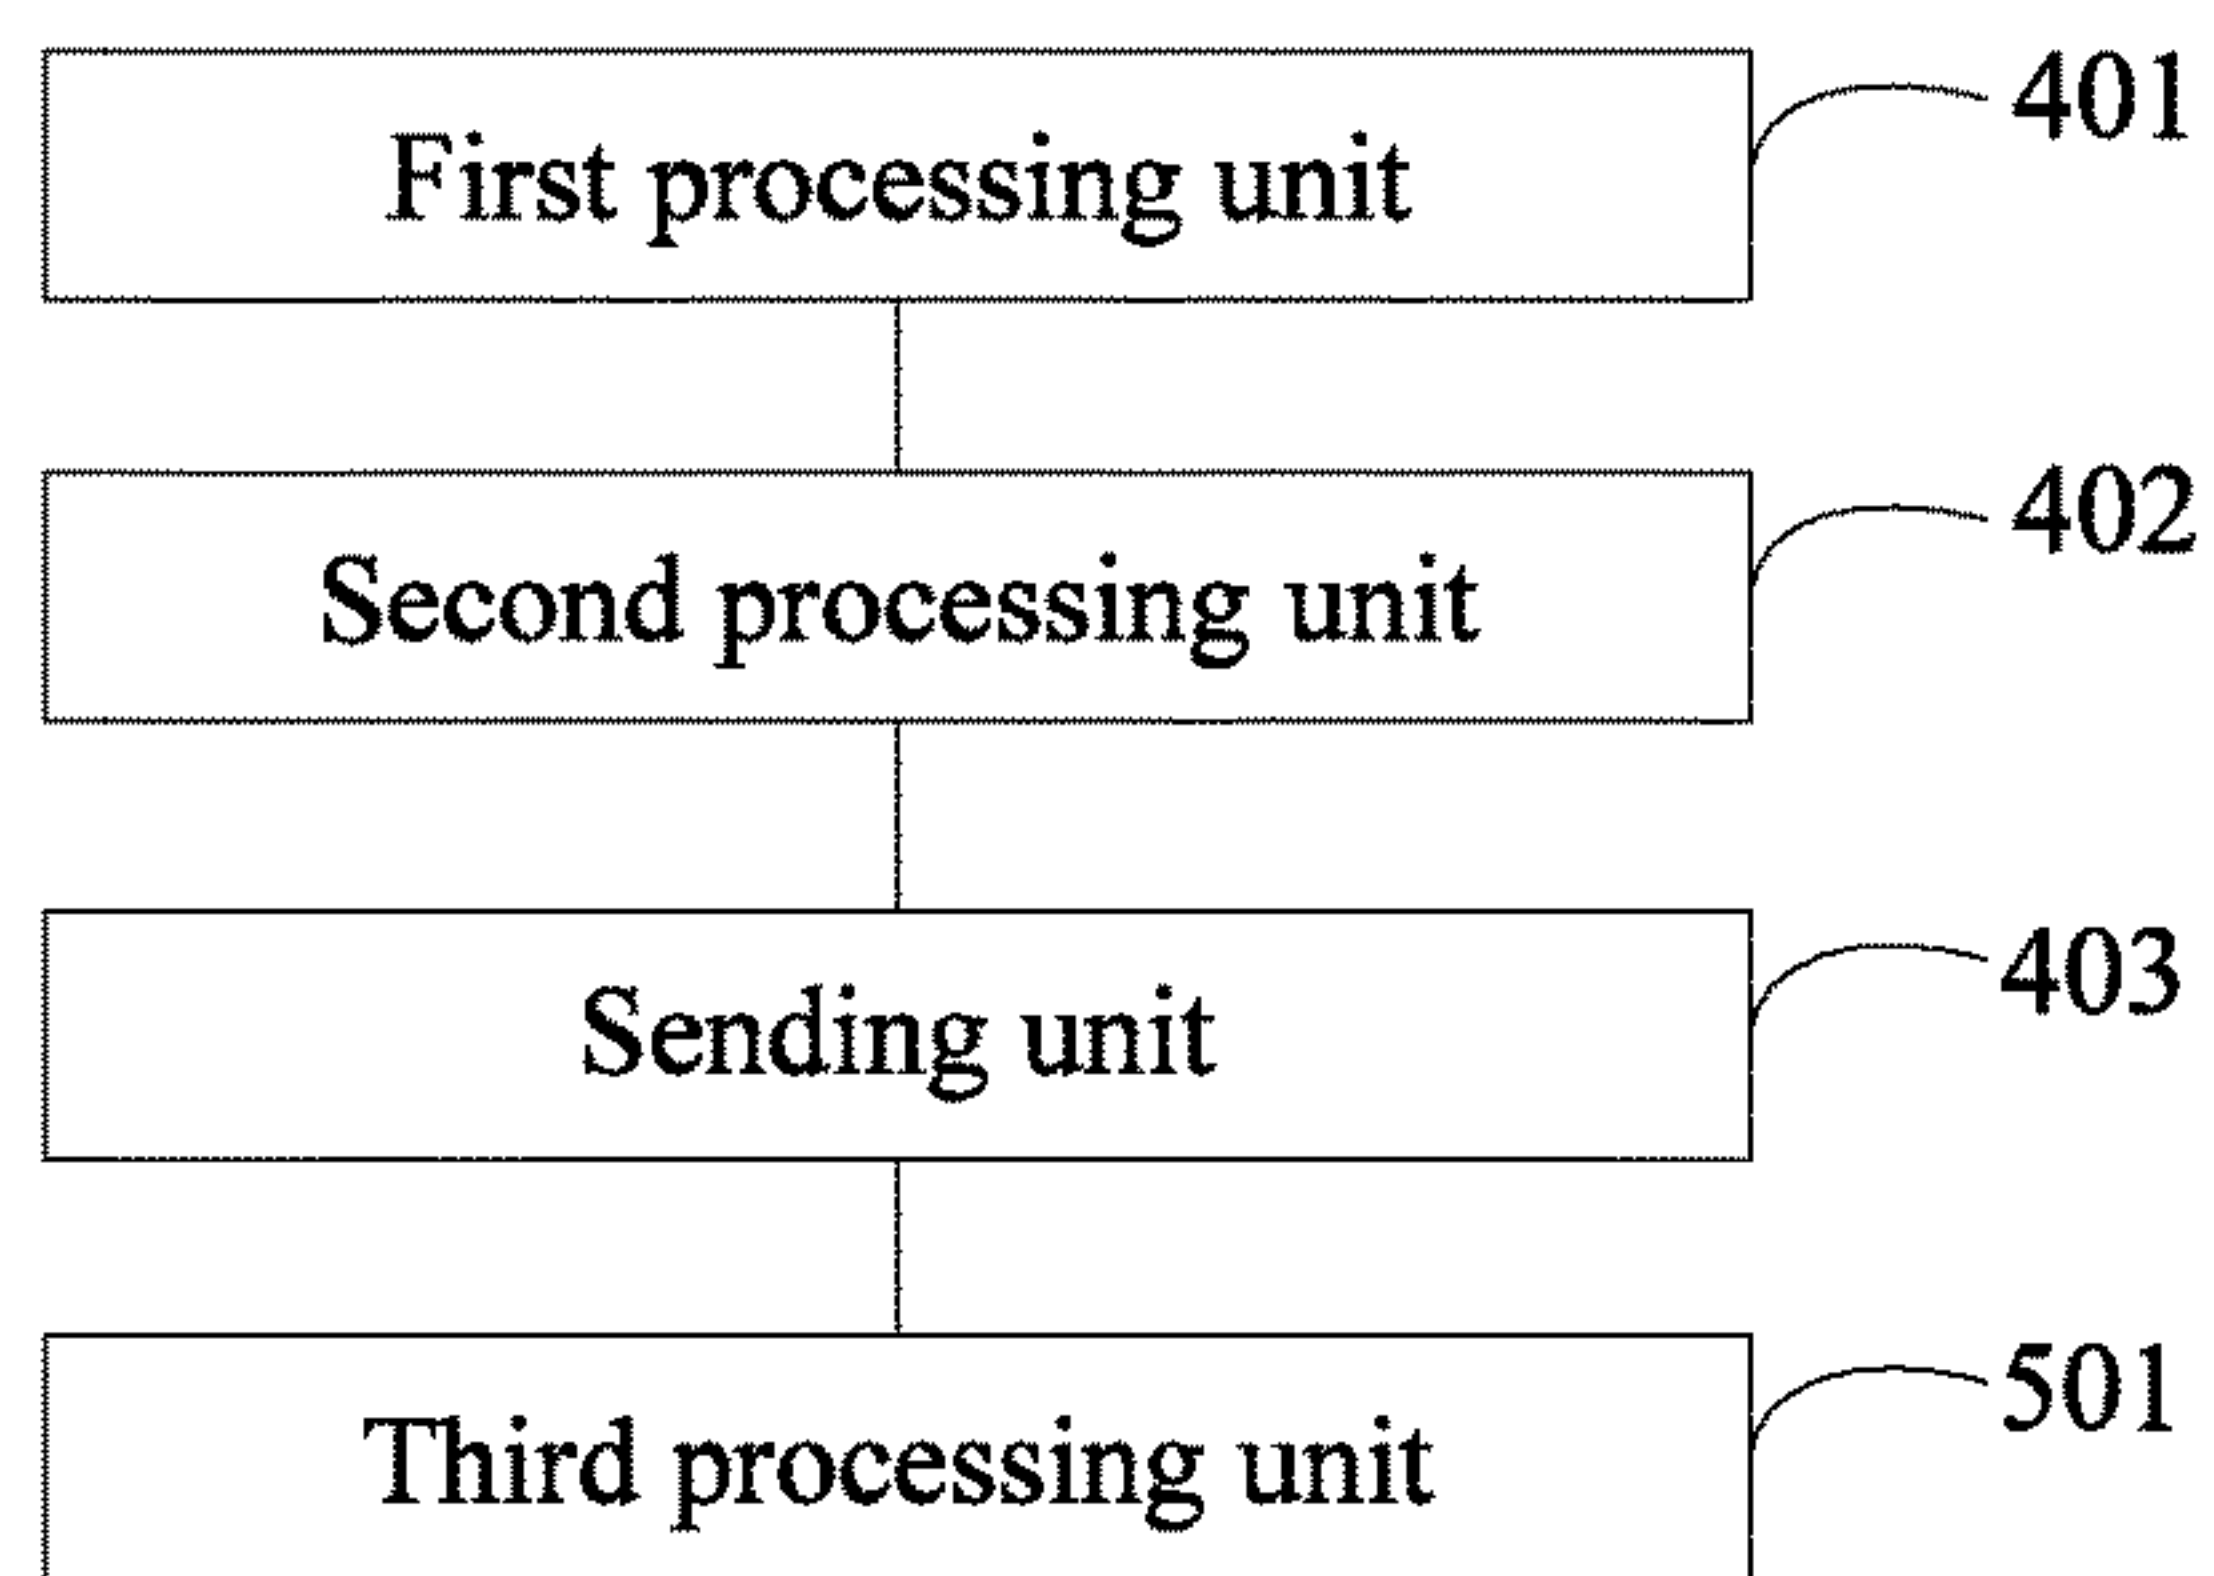 First processing unit 401
Second processing unit 402
Sending unit 403
Third processing unit 501